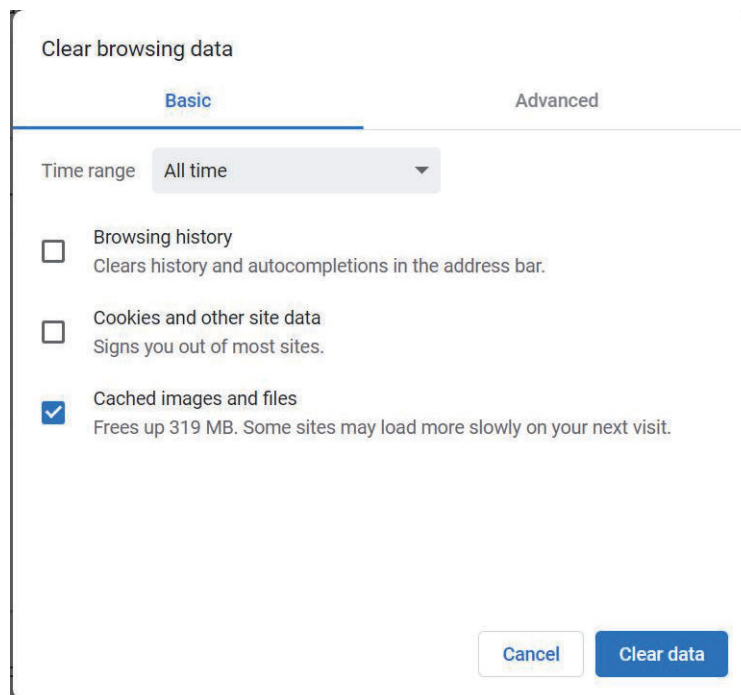 Clear browsing data
Basic Advanced
Time range All time
Browsing history
Clears history and autocompletions in the address bar.
Cookies and other site data
Signs you out of most sites.
Cached images and files
Frees up 319 MB. Some sites may load more slowly on your next visit.
Cancel Clear data